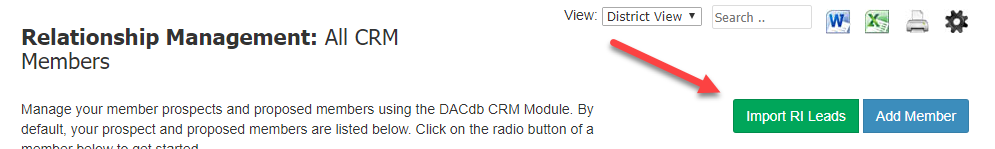 View: District View Search ..
Relationship Management: All CRM
Members
Manage your member prospects and proposed members using the DACdb CRM Module. By
default, your prospect and proposed members are listed below. Click on the radio button of a
member below to get started
Import RI Leads Add Member